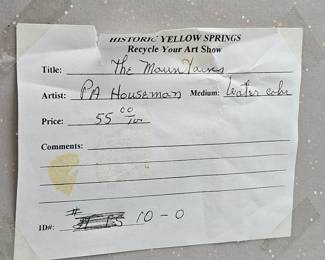 HISTORIC YELLOW SPRINGS
Recycle Your Art Show
Title: The Mountains
Artist: PA Houseman Medium: Water Color
Price: 55 00
Comments:
ID#: # 10-0